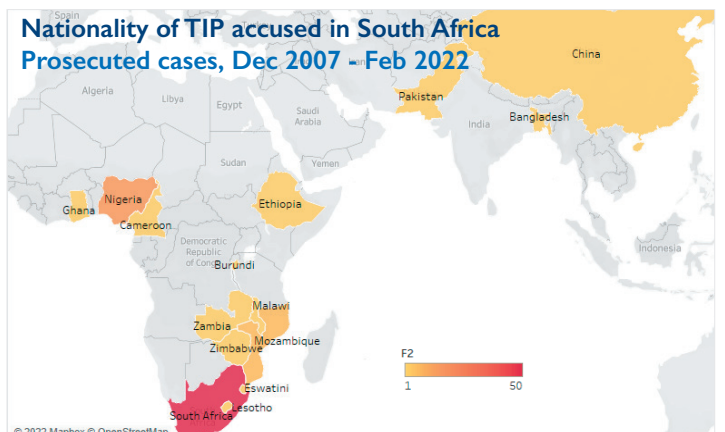 Spain
Nationality of TIP accused in South Africa
Prosecuted cases, Dec 2007 - Feb 2022
China
Algeria
Libya
Egypt
Saudi
Arabia
Pakistan
India
Bangladesh
Sudan
Yemen
Nigeria
Ghana
Cameroon
Ethiopia
Democratic
Republic
of Congo
Burundi
Indonesia
Malawi
Zambia
Mozambique
Zimbabwe
F2
1
50
Eswatini
Lesotho
South Africa
© 2022 Mapbox © OpenStreetMap